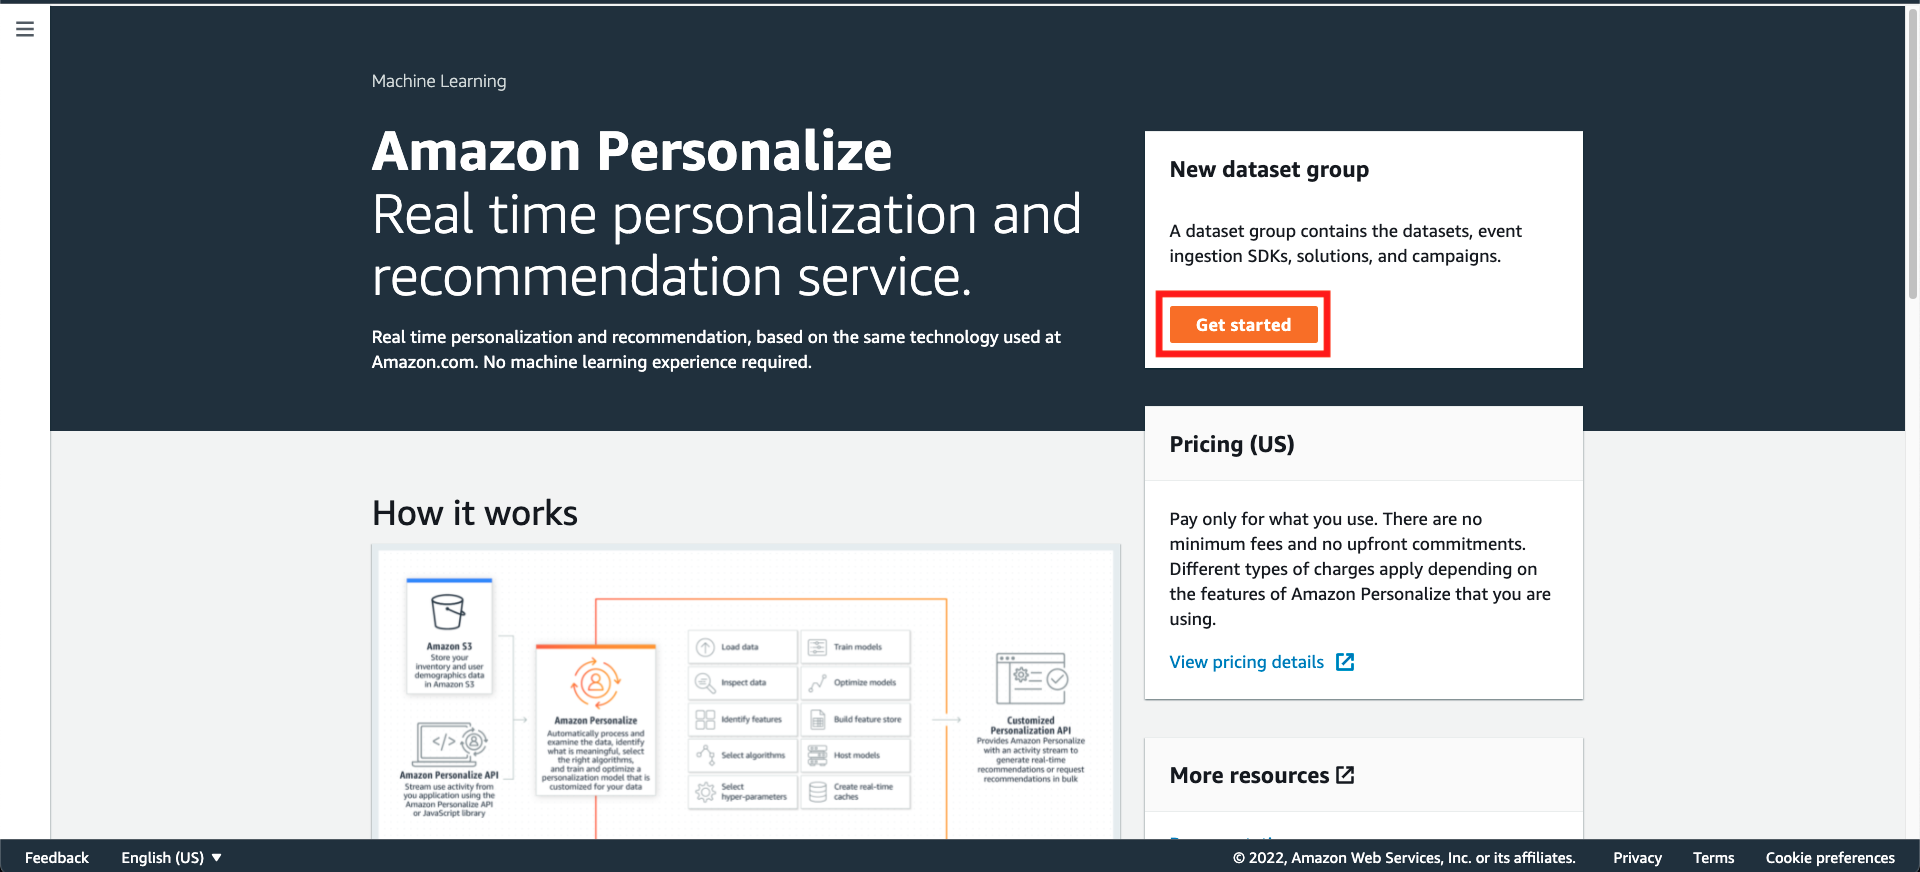 Machine Learning
Amazon Personalize
Real time personalization and
recommendation service.
Real time personalization and recommendation, based on the same technology used at
Amazon.com. No machine learning experience required.
New dataset group
A dataset group contains the datasets, event
ingestion SDKs, solutions, and campaigns.
Get started
Pricing (US)
Pay only for what you use. There are no
minimum fees and no upfront commitments.
Different types of charges apply depending on
the features of Amazon Personalize that you are
using.
View pricing details
More resources
How it works
Amazon S3
Store your
inventory and user
demographics data
in Amazon S3
</>
Amazon Personalize API
Stream use activity from
you application using the
Amazon Personalize API
or JavaScript library
Amazon Personalize
Automatically process and
examine the data, identify
what is meaningful, select
the right algorithms,
and train and optimize a
personalization model that is
customized for your data
Load data
Train models
Inspect data
Optimize models
Identify features
Build feature store
Select algorithms
Host models
Select
hyper-parameters
Create real-time
caches
Customized
Personalization API
Provides Amazon Personalize
with an activity stream to
generate real-time
recommendations or request
recommendations in bulk
Feedback
English (US)
© 2022, Amazon Web Services, Inc. or its affiliates.
Privacy
Terms
Cookie preferences